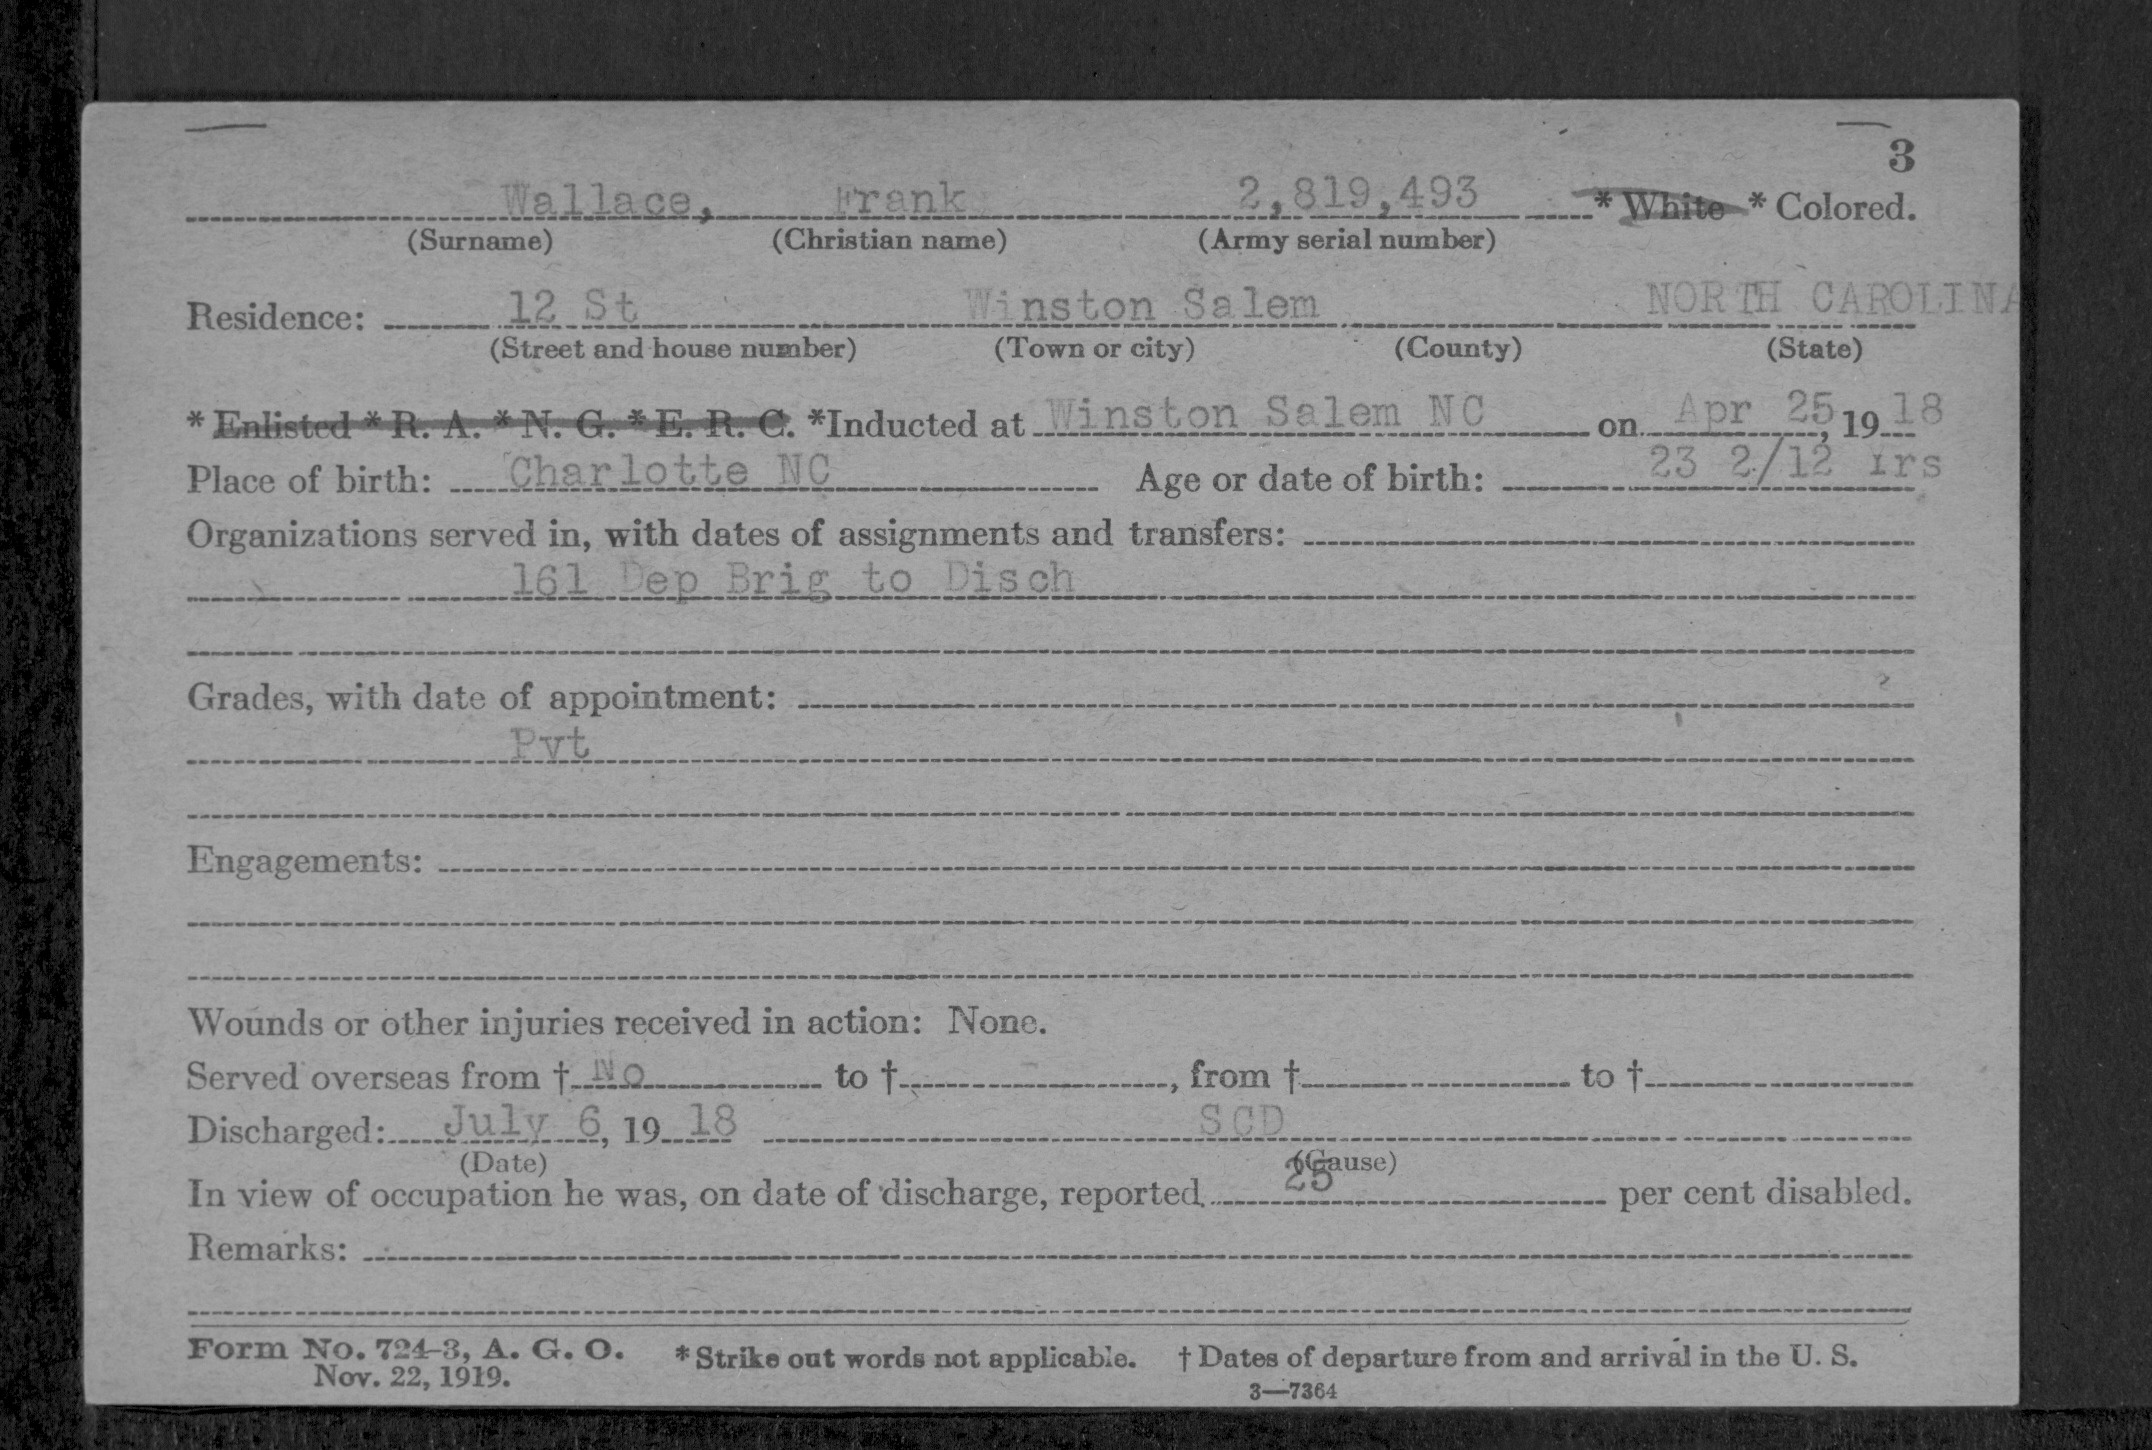 3
Wallace, Frank 2,819,493 * White * Colored.
(Surname) (Christian name) (Army serial number)
Residence: 12 St Winston Salem NORTH CAROLINA
(Street and house number) (Town or city) (County) (State)
* Enlisted * R. A. * N. G. * E. R. C. *Inducted at Winston Salem NC on Apr 25, 19 18
Place of birth: Charlotte NC Age or date of birth: 23 2/12 Yrs
Organizations served in, with dates of assignments and transfers:
161 Dep Brig to Disch
Grades, with date of appointment:
Pvt
Engagements:
Wounds or other injuries received in action: None.
Served overseas from † No to †, from † to †
Discharged: July 6, 19 18 SCD
(Date) (Cause)
In view of occupation he was, on date of discharge, reported 25 per cent disabled.
Remarks:
Form No. 724-3, A. G. O. * Strike out words not applicable. † Dates of departure from and arrival in the U. S.
Nov. 22, 1919. 3—7364